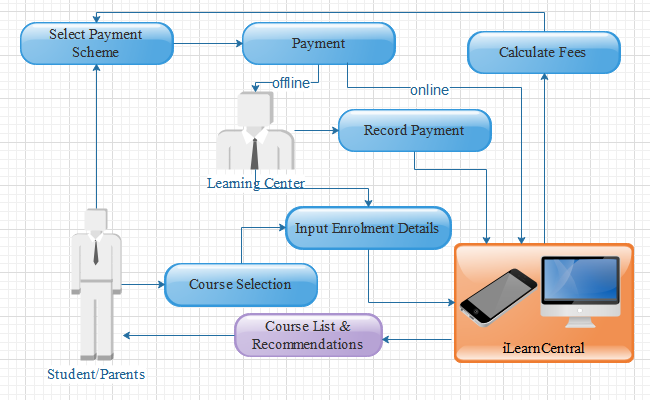 Select Payment
Scheme
Payment
Calculate Fees
offline
online
Record Payment
Learning Center
Input Enrolment Details
Course Selection
Course List &
Recommendations
iLearnCentral
Student/Parents